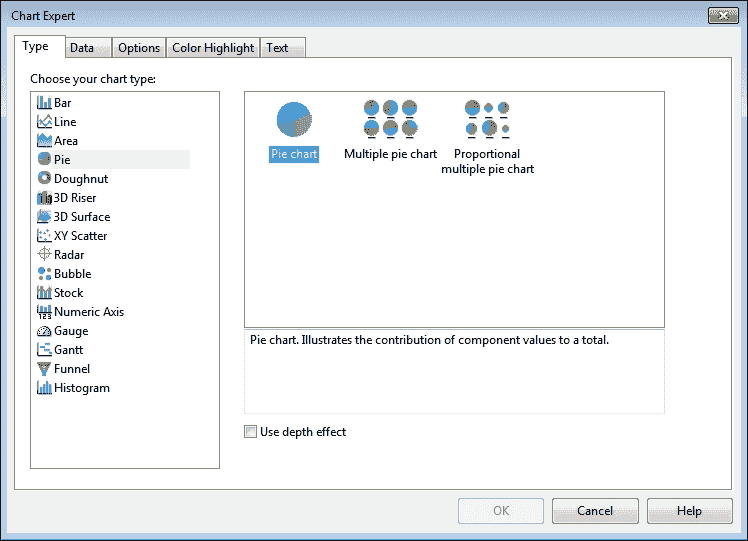 Chart Expert
Type
Data
Options
Color Highlight
Text
Choose your chart type:
Bar
Line
Area
Pie
Doughnut
3D Riser
3D Surface
XY Scatter
Radar
Bubble
Stock
123
Numeric Axis
Gauge
Gantt
Funnel
Histogram
Pie chart
Multiple pie chart
Proportional
multiple pie chart
Pie chart. Illustrates the contribution of component values to a total.
Use depth effect
OK
Cancel
Help